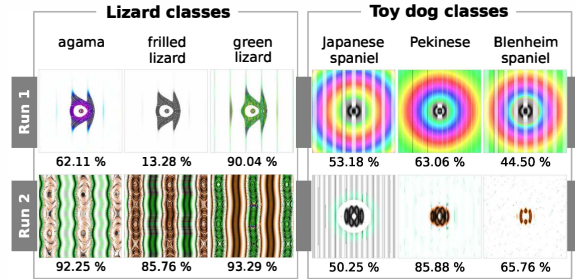 Lizard classes
Toy dog classes
agama
frilled
lizard
green
lizard
Japanese
spaniel
Pekinese
Blenheim
spaniel
Run 1
62.11 %
13.28 %
90.04 %
53.18 %
63.06 %
44.50 %
Run 2
92.25 %
85.76 %
93.29 %
50.25 %
85.88 %
65.76 %